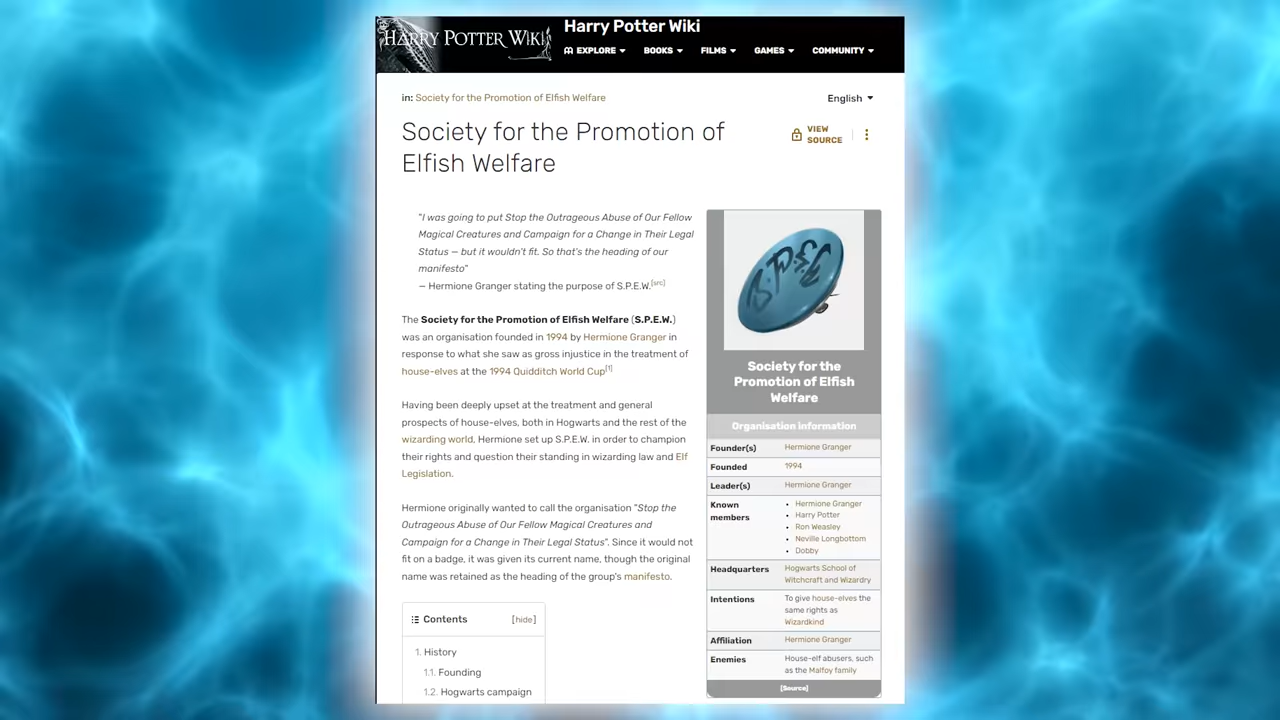 HARRY POTTER WIKI
Harry Potter Wiki
EXPLORE BOOKS FILMS GAMES COMMUNITY
in: Society for the Promotion of Elfish Welfare
English
Society for the Promotion of
Elfish Welfare
VIEW
SOURCE
"I was going to put Stop the Outrageous Abuse of Our Fellow
Magical Creatures and Campaign for a Change in Their Legal
Status — but it wouldn't fit. So that's the heading of our
manifesto"
— Hermione Granger stating the purpose of S.P.E.W.[src]
The Society for the Promotion of Elfish Welfare (S.P.E.W.)
was an organisation founded in 1994 by Hermione Granger in
response to what she saw as gross injustice in the treatment of
house-elves at the 1994 Quidditch World Cup[1]
Having been deeply upset at the treatment and general
prospects of house-elves, both in Hogwarts and the rest of the
wizarding world, Hermione set up S.P.E.W. in order to champion
their rights and question their standing in wizarding law and Elf
Legislation.
Hermione originally wanted to call the organisation "Stop the
Outrageous Abuse of Our Fellow Magical Creatures and
Campaign for a Change in Their Legal Status". Since it would not
fit on a badge, it was given its current name, though the original
name was retained as the heading of the group's manifesto.
Contents [hide]
1. History
1.1. Founding
1.2. Hogwarts campaign
S.P.E.W.
Society for the
Promotion of Elfish
Welfare
Organisation information
Founder(s) Hermione Granger
Founded 1994
Leader(s) Hermione Granger
Known
members
• Hermione Granger
• Harry Potter
• Ron Weasley
• Neville Longbottom
• Dobby
Headquarters Hogwarts School of
Witchcraft and Wizardry
Intentions To give house-elves the
same rights as
Wizardkind
Affiliation Hermione Granger
Enemies House-elf abusers, such
as the Malfoy family
[Source]